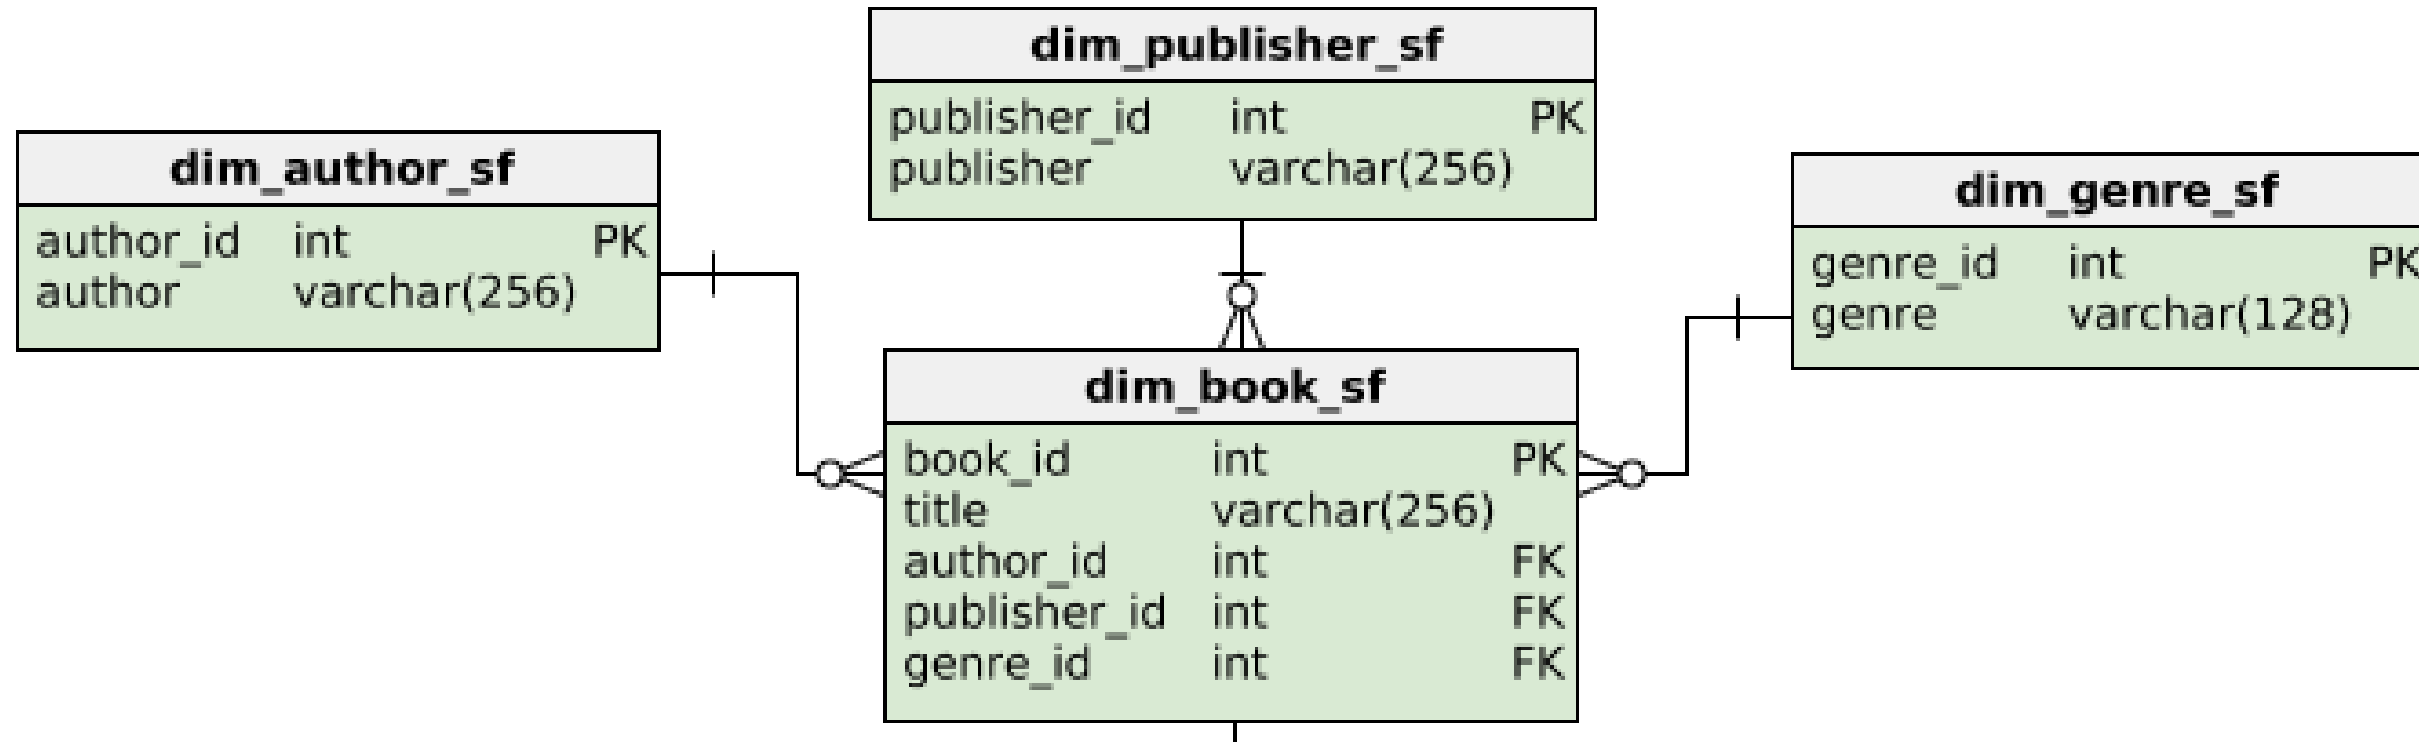 dim_publisher_sf
publisher_id int PK
publisher varchar(256)
dim_author_sf
author_id int PK
author varchar(256)
dim_genre_sf
genre_id int PK
genre varchar(128)
dim_book_sf
book_id int PK
title varchar(256)
author_id int FK
publisher_id int FK
genre_id int FK